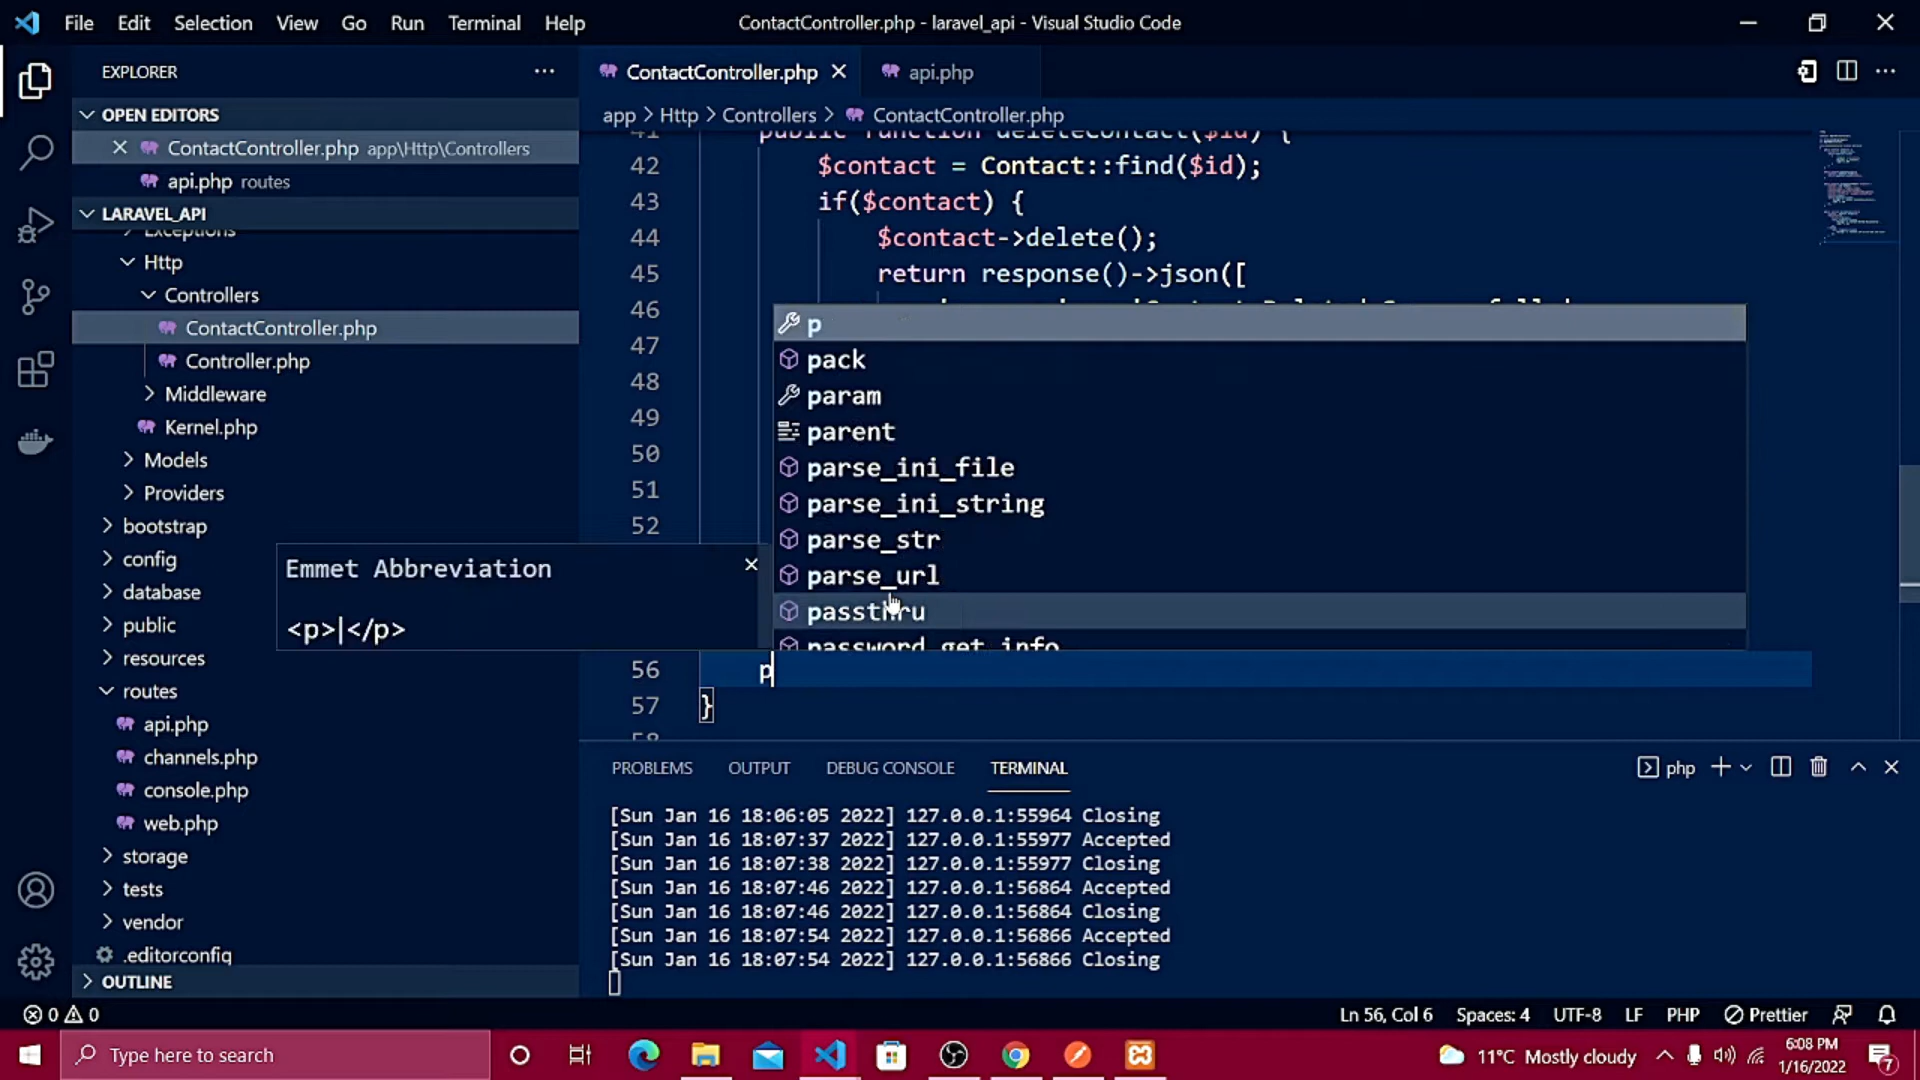 File Edit Selection View Go Run Terminal Help
ContactController.php - laravel_api - Visual Studio Code
EXPLORER
OPEN EDITORS
ContactController.php app\Http\Controllers
api.php routes
LARAVEL_API
Exceptions
Http
Controllers
ContactController.php
Controller.php
Middleware
Kernel.php
Models
Providers
bootstrap
config
database
public
resources
routes
api.php
channels.php
console.php
web.php
storage
tests
vendor
.editorconfig
OUTLINE
ContactController.php
api.php
app > Http > Controllers > ContactController.php
41 public function deleteContact($id) {
42 $contact = Contact::find($id);
43 if($contact) {
44 $contact->delete();
45 return response()->json([
46
47
48
49
50
51
52
56 p
57 }
58
p
pack
param
parent
parse_ini_file
parse_ini_string
parse_str
parse_url
passthru
password_get_info
Emmet Abbreviation
<p>|</p>
PROBLEMS OUTPUT DEBUG CONSOLE TERMINAL
php
[Sun Jan 16 18:06:05 2022] 127.0.0.1:55964 Closing
[Sun Jan 16 18:07:37 2022] 127.0.0.1:55977 Accepted
[Sun Jan 16 18:07:38 2022] 127.0.0.1:55977 Closing
[Sun Jan 16 18:07:46 2022] 127.0.0.1:56864 Accepted
[Sun Jan 16 18:07:46 2022] 127.0.0.1:56864 Closing
[Sun Jan 16 18:07:54 2022] 127.0.0.1:56866 Accepted
[Sun Jan 16 18:07:54 2022] 127.0.0.1:56866 Closing
0 0
Ln 56, Col 6 Spaces: 4 UTF-8 LF PHP Prettier
Type here to search
11°C Mostly cloudy
6:08 PM
1/16/2022
7